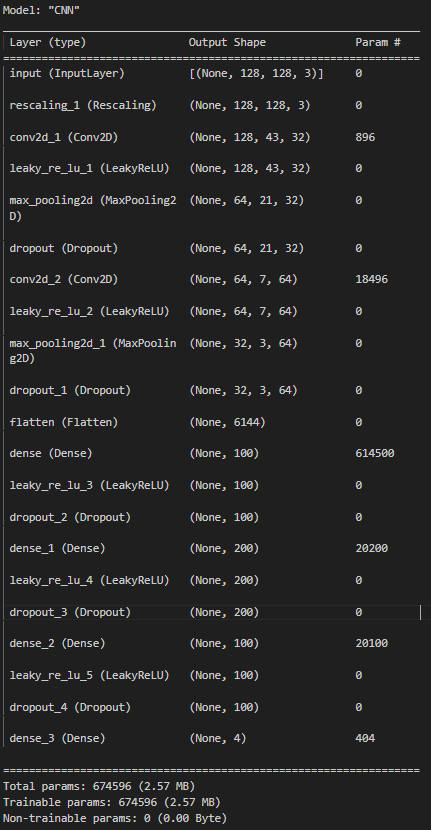 Model: "CNN"
Layer (type) Output Shape Param #
=================================================================
input (InputLayer) [(None, 128, 128, 3)] 0
rescaling_1 (Rescaling) (None, 128, 128, 3) 0
conv2d_1 (Conv2D) (None, 128, 43, 32) 896
leaky_re_lu_1 (LeakyReLU) (None, 128, 43, 32) 0
max_pooling2d (MaxPooling2 (None, 64, 21, 32) 0
D)
dropout (Dropout) (None, 64, 21, 32) 0
conv2d_2 (Conv2D) (None, 64, 7, 64) 18496
leaky_re_lu_2 (LeakyReLU) (None, 64, 7, 64) 0
max_pooling2d_1 (MaxPoolin (None, 32, 3, 64) 0
g2D)
dropout_1 (Dropout) (None, 32, 3, 64) 0
flatten (Flatten) (None, 6144) 0
dense (Dense) (None, 100) 614500
leaky_re_lu_3 (LeakyReLU) (None, 100) 0
dropout_2 (Dropout) (None, 100) 0
dense_1 (Dense) (None, 200) 20200
leaky_re_lu_4 (LeakyReLU) (None, 200) 0
dropout_3 (Dropout) (None, 200) 0
dense_2 (Dense) (None, 100) 20100
leaky_re_lu_5 (LeakyReLU) (None, 100) 0
dropout_4 (Dropout) (None, 100) 0
dense_3 (Dense) (None, 4) 404
=================================================================
Total params: 674596 (2.57 MB)
Trainable params: 674596 (2.57 MB)
Non-trainable params: 0 (0.00 Byte)